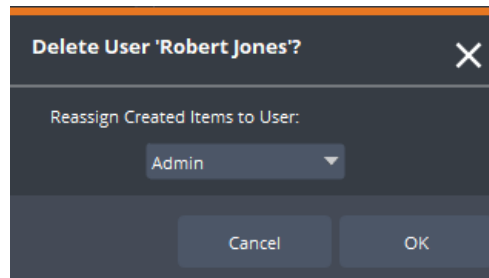 Delete User 'Robert Jones'?
Reassign Created Items to User:
Admin
Cancel OK